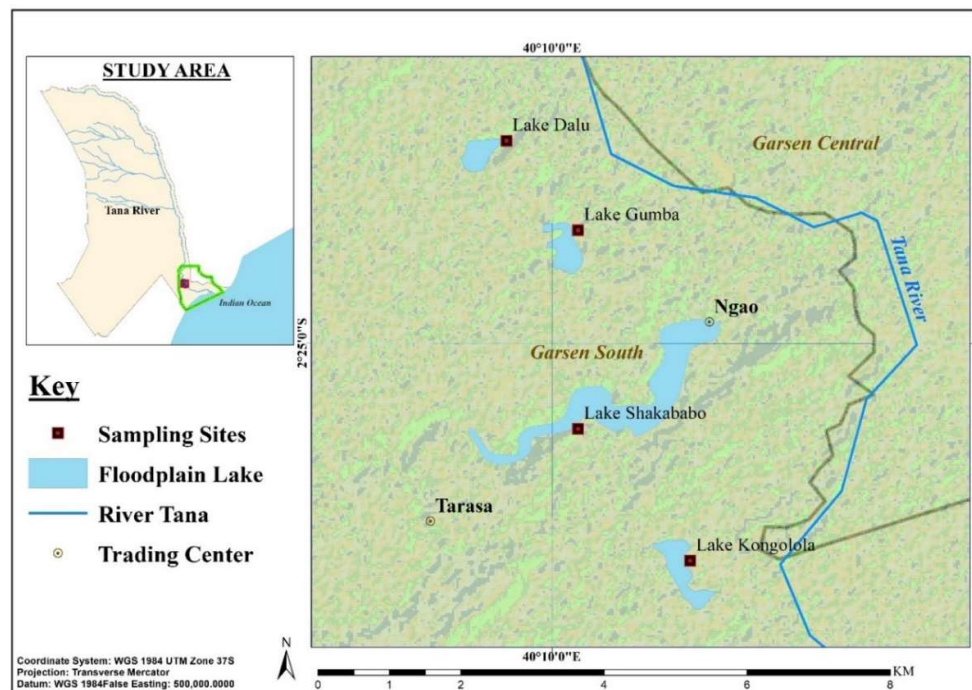 STUDY AREA
Tana River
Indian Ocean
Key
Sampling Sites
Floodplain Lake
River Tana
Trading Center
Coordinate System: WGS 1984 UTM Zone 37S
Projection: Transverse Mercator
Datum: WGS 1984False Easting: 500,000.0000
N
40°10'0"E
2°25'0"S
Lake Dalu
Garsen Central
Lake Gumba
Tana River
Ngao
Garsen South
Lake Shakababo
Tarasa
Lake Kongolola
40°10'0"E
KM
0 1 2 4 6 8